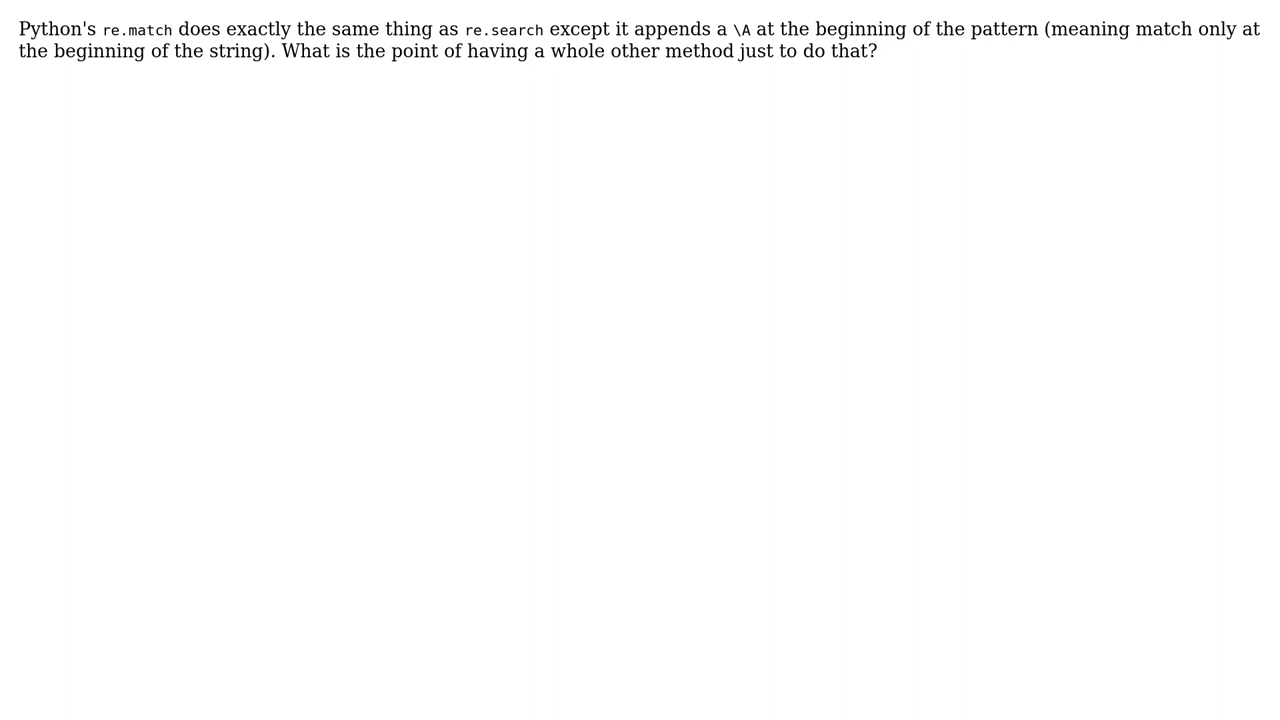 Python's re.match does exactly the same thing as re.search except it appends a \A at the beginning of the pattern (meaning match only at
the beginning of the string). What is the point of having a whole other method just to do that?